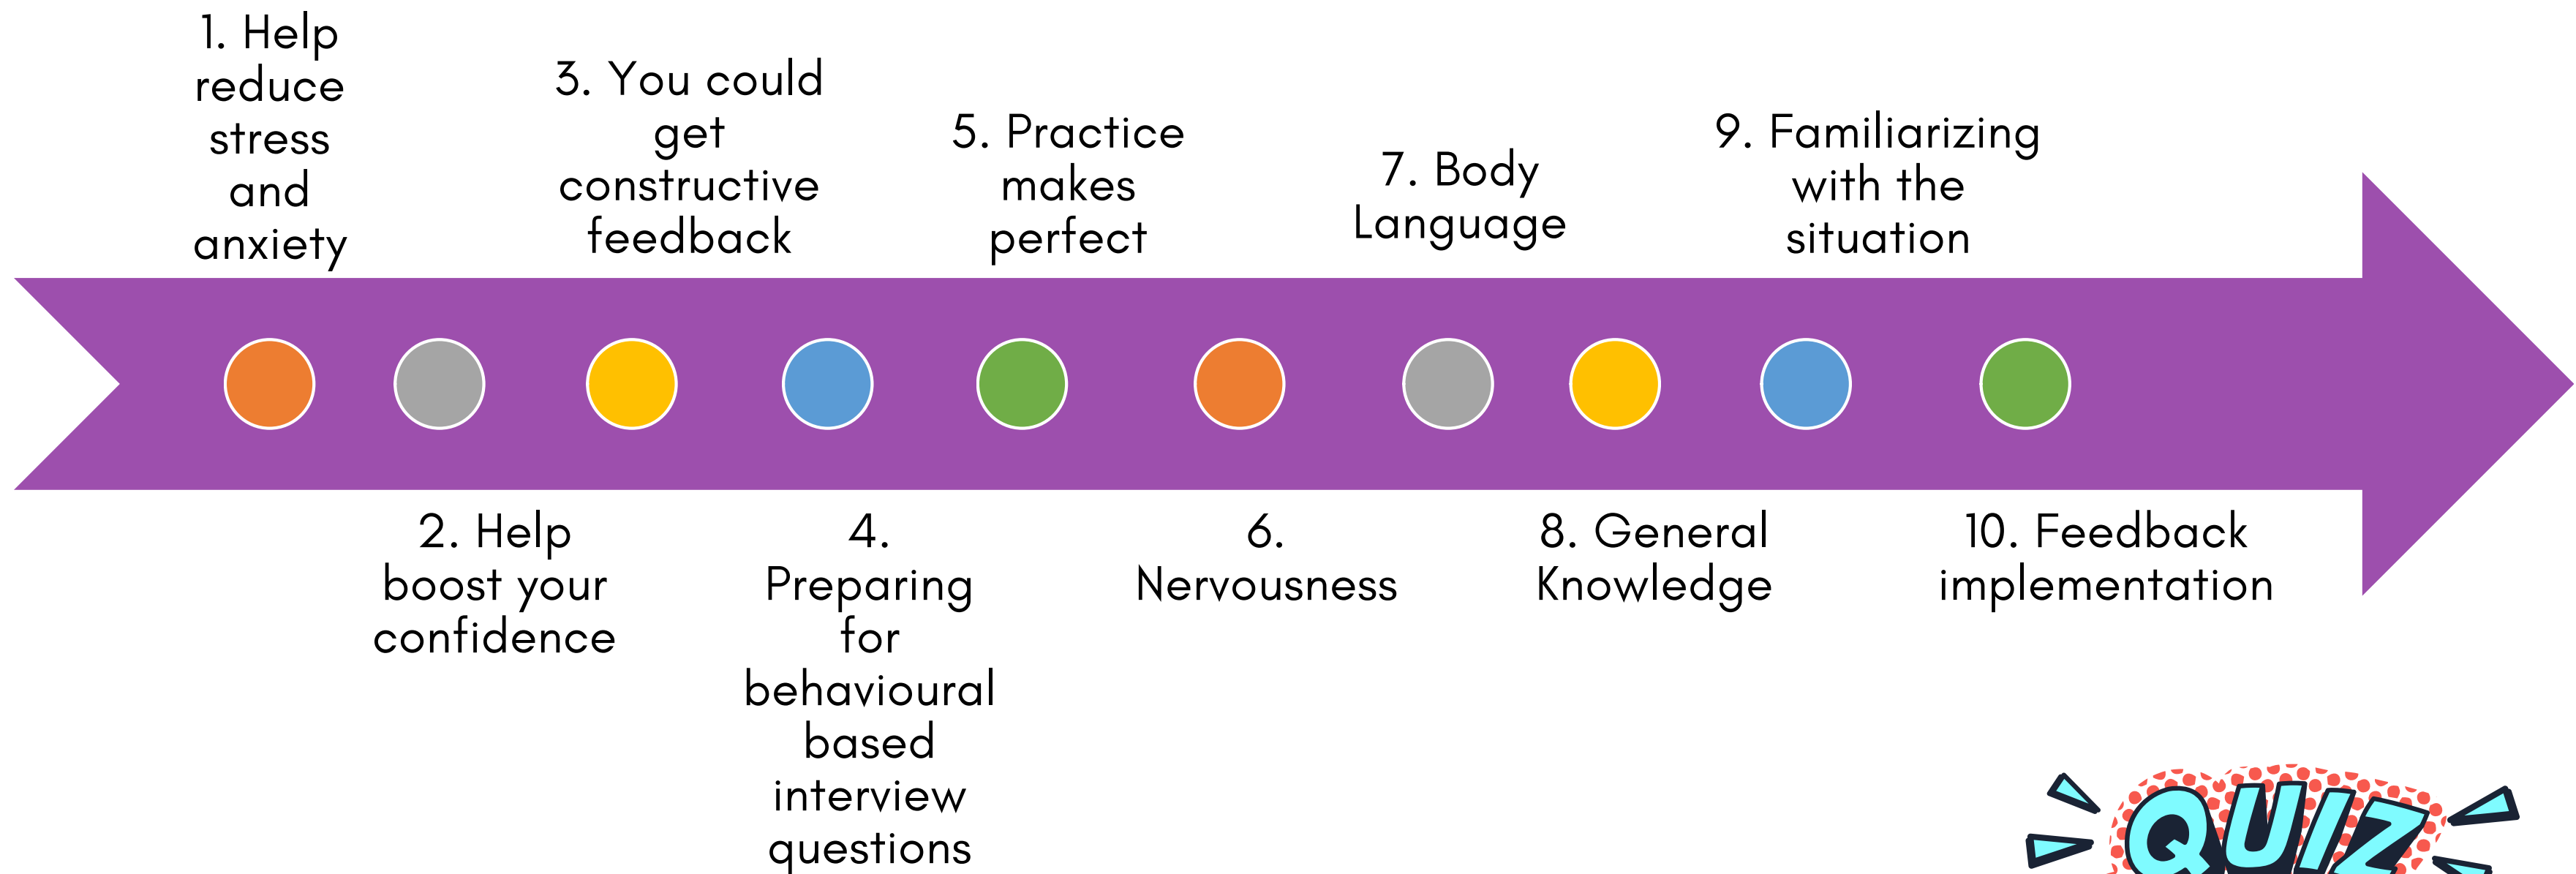 1. Help
reduce
stress
and
anxiety
2. Help
boost your
confidence
3. You could
get
constructive
feedback
4.
Preparing
for
behavioural
based
interview
questions
5. Practice
makes
perfect
6.
Nervousness
7. Body
Language
8. General
Knowledge
9. Familiarizing
with the
situation
10. Feedback
implementation
QUIZ